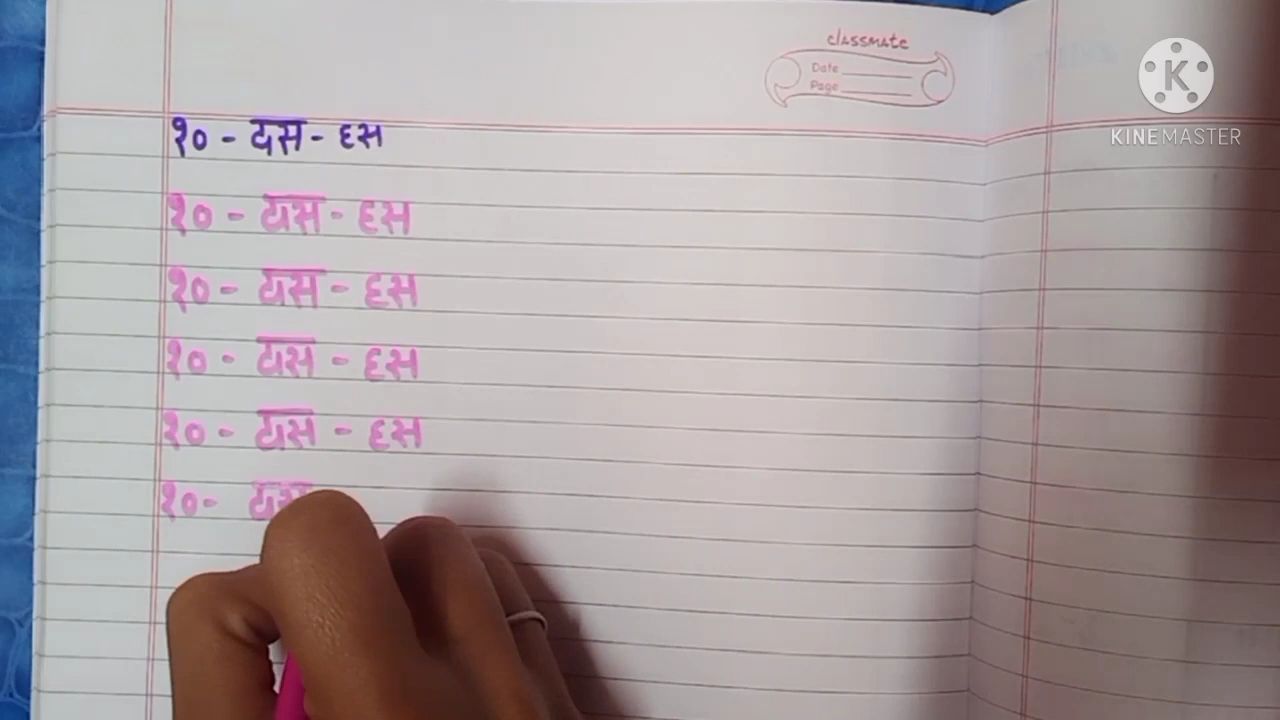 classmate
Date
Page
KINEMASTER
१० - दस - દસ
१० - दस - દસ
१० - दस - દસ
१० - दस - દસ
१० - दस - દસ
१० - दस